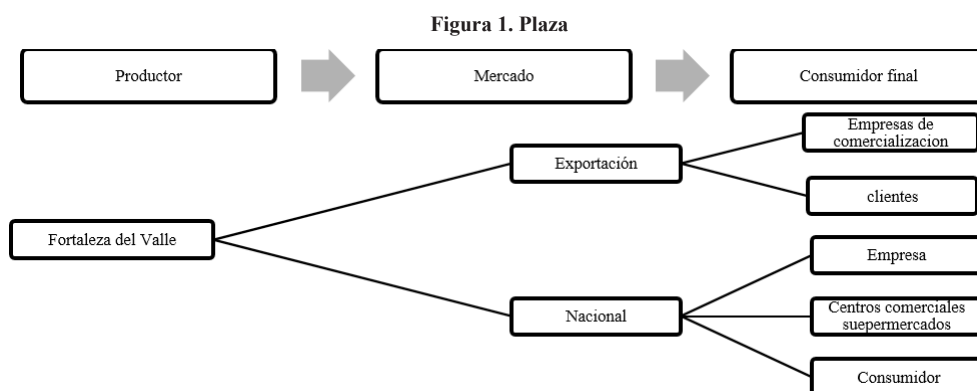 Figura 1. Plaza
Productor
Mercado
Consumidor final
Empresas de
comercializacion
Exportación
clientes
Fortaleza del Valle
Empresa
Nacional
Centros comerciales
suepermercados
Consumidor